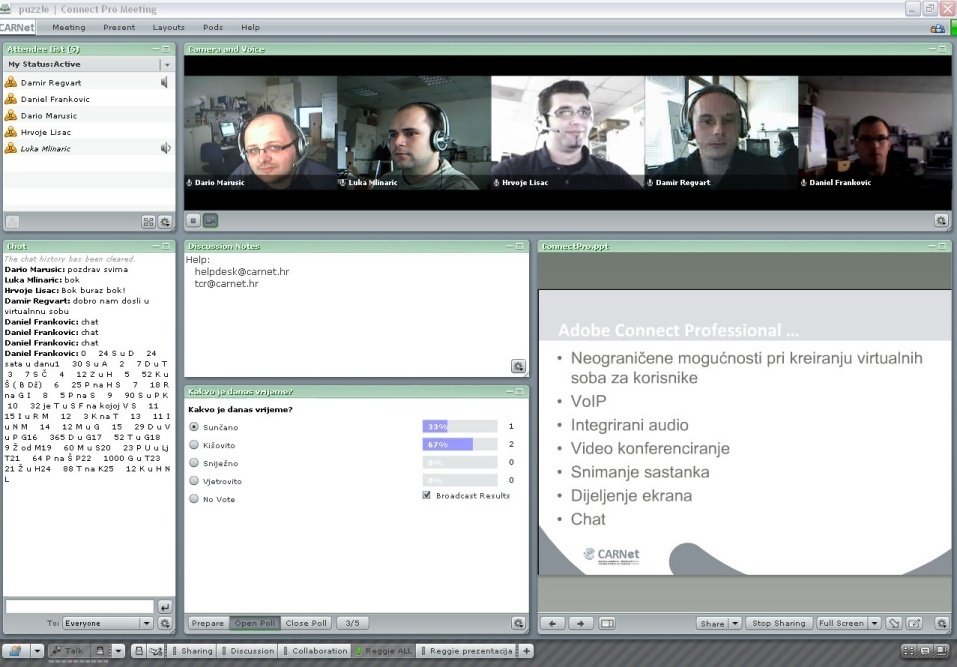 puzzle | Connect Pro Meeting
CARNet Meeting Present Layouts Pods Help
Attendee List (5)
My Status:Active
Damir Regvart
Daniel Frankovic
Dario Marusic
Hrvoje Lisac
Luka Mlinaric
Camera and Voice
Dario Marusic
Luka Mlinaric
Hrvoje Lisac
Damir Regvart
Daniel Frankovic
Chat
The chat history has been cleared.
Dario Marusic: pozdrav svima
Luka Mlinaric: bok
Hrvoje Lisac: Bok buraz bok!
Damir Regvart: dobro nam dosli u
virtualnnu sobu
Daniel Frankovic: chat
Daniel Frankovic: chat
Daniel Frankovic: chat
Daniel Frankovic: 0 24 S u D 24
sata u danu1 30 S u A 2 7 D u T
3 7 S Č 4 12 Z u H 5 52 K u
Š ( B Dž) 6 25 P na H S 7 18 R
na G I 8 5 P na S 9 90 S u P K
10 32 je T u S F na kojoj V S 11
15 I u R M 12 3 K na T 13 11 I
u N M 14 12 M u G 15 29 D u V
u P G16 365 D u G17 52 T u G18
9 Ž od M19 60 M u S20 23 P U u Lj
T21 64 P na Š P22 1000 G u T23
21 Ž u H24 88 T na K25 12 K u H N
L
To: Everyone
Discussion Notes
Help:
helpdesk@carnet.hr
tcr@carnet.hr
Kakvo je danas vrijeme?
Kakvo je danas vrijeme?
Sunčano 33% 1
Kišovito 67% 2
Sniježno 0% 0
Vjetrovito 0% 0
No Vote
Broadcast Results
Prepare Open Poll Close Poll 3/5
ConnectPro.ppt
Adobe Connect Professional ...
• Neograničene mogućnosti pri kreiranju virtualnih
soba za korisnike
• VoIP
• Integrirani audio
• Video konferenciranje
• Snimanje sastanka
• Dijeljenje ekrana
• Chat
CARNet
Share Stop Sharing Full Screen
Talk Sharing Discussion Collaboration Reggie ALL Reggie prezentacija +